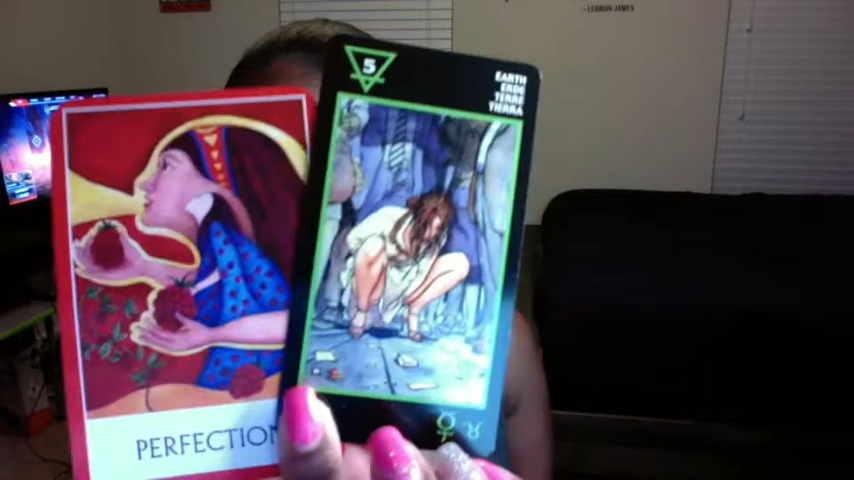 -LEBRON JAMES
5
EARTH
ERDE
TERRE
TIERRA
PERFECTION